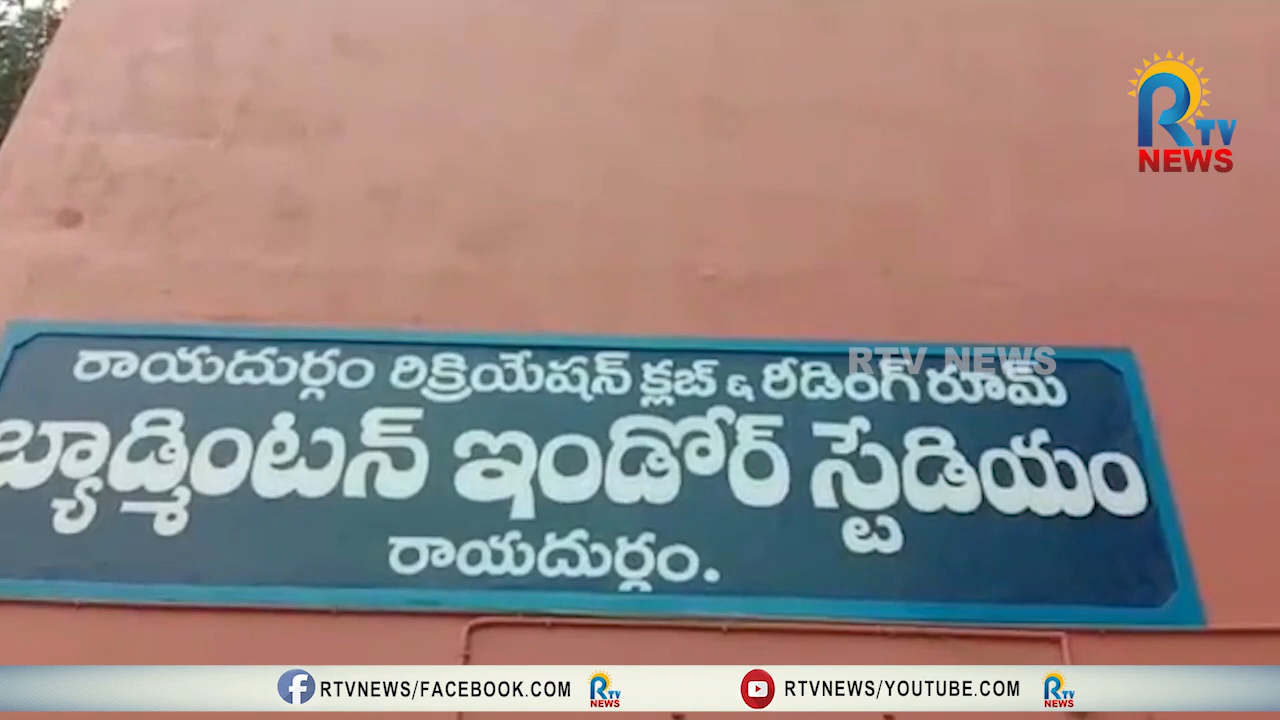 RTV
NEWS
RTV NEWS
రాయదుర్గం రిక్రియేషన్ క్లబ్ & రీడింగ్ రూమ్
బ్యాడ్మింటన్ ఇండోర్ స్టేడియం
రాయదుర్గం.
RTVNEWS/FACEBOOK.COM RTV NEWS RTVNEWS/YOUTUBE.COM RTV NEWS